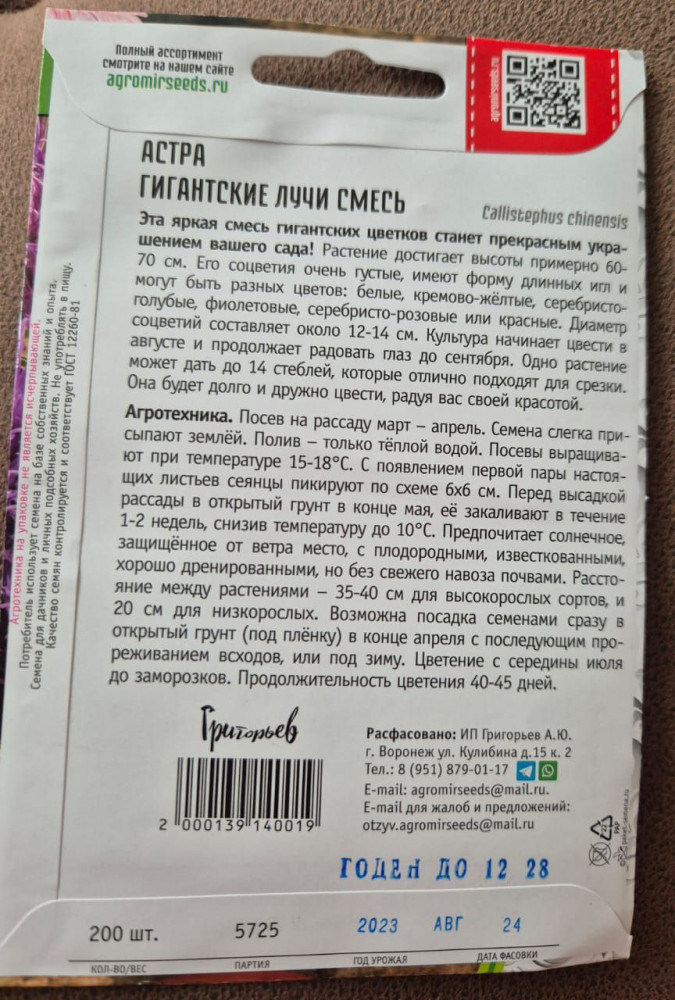 Полный ассортимент
смотрите на нашем сайте
agromirseeds.ru
agromirseeds.ru
АСТРА
ГИГАНТСКИЕ ЛУЧИ СМЕСЬ
Callistephus chinensis
Эта яркая смесь гигантских цветков станет прекрасным укра-
шением вашего сада! Растение достигает высоты примерно 60-
70 см. Его соцветия очень густые, имеют форму длинных игл и
могут быть разных цветов: белые, кремово-жёлтые, серебристо-
голубые, фиолетовые, серебристо-розовые или красные. Диаметр
соцветий составляет около 12-14 см. Культура начинает цвести в
августе и продолжает радовать глаз до сентября. Одно растение
может дать до 14 стеблей, которые отлично подходят для срезки.
Она будет долго и дружно цвести, радуя вас своей красотой.
Агротехника. Посев на рассаду март – апрель. Семена слегка при-
сыпают землёй. Полив – только тёплой водой. Посевы выращива-
ют при температуре 15-18°С. С появлением первой пары настоя-
щих листьев сеянцы пикируют по схеме 6х6 см. Перед высадкой
рассады в открытый грунт в конце мая, её закаливают в течение
1-2 недель, снизив температуру до 10°С. Предпочитает солнечное,
защищённое от ветра место, с плодородными, известкованными,
хорошо дренированными, но без свежего навоза почвами. Рассто-
яние между растениями – 35-40 см для высокорослых сортов, и
20 см для низкорослых. Возможна посадка семенами сразу в
открытый грунт (под плёнку) в конце апреля с последующим про-
реживанием всходов, или под зиму. Цветение с середины июля
до заморозков. Продолжительность цветения 40-45 дней.
Агротехника на упаковке не является исчерпывающей.
Потребитель использует семена на базе собственных знаний и опыта.
Семена для дачников и личных подсобных хозяйств. Не употреблять в пищу.
Качество семян контролируется и соответствует ГОСТ 12260-81
Григорьев
2 000139 140019
Расфасовано: ИП Григорьев А.Ю.
г. Воронеж ул. Кулибина д.15 к. 2
Тел.: 8 (951) 879-01-17
E-mail: agromirseeds@mail.ru.
E-mail для жалоб и предложений:
otzyv.agromirseeds@mail.ru
ГОДЕН ДО 12 28
200 шт. 5725 2023 АВГ 24
КОЛ-ВО/ВЕС ПАРТИЯ ГОД УРОЖАЯ ДАТА ФАСОВКИ